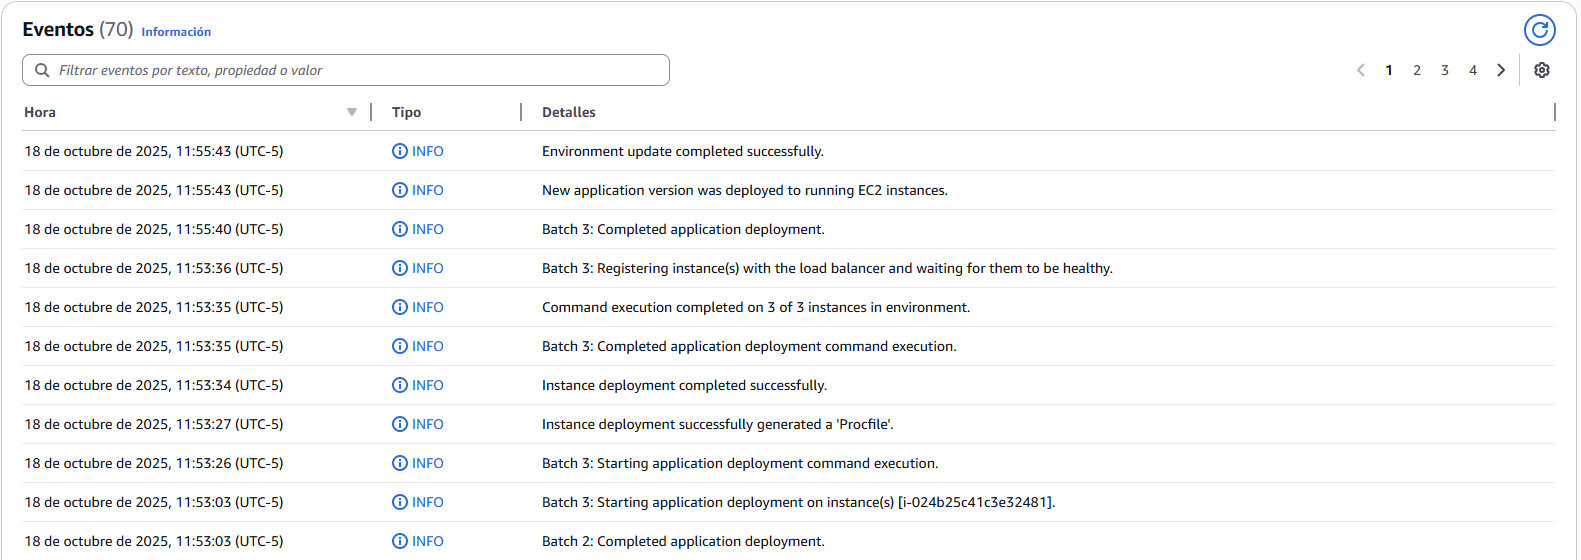 Eventos (70) Información
Filtrar eventos por texto, propiedad o valor
1 2 3 4
Hora Tipo Detalles
18 de octubre de 2025, 11:55:43 (UTC-5) INFO Environment update completed successfully.
18 de octubre de 2025, 11:55:43 (UTC-5) INFO New application version was deployed to running EC2 instances.
18 de octubre de 2025, 11:55:40 (UTC-5) INFO Batch 3: Completed application deployment.
18 de octubre de 2025, 11:53:36 (UTC-5) INFO Batch 3: Registering instance(s) with the load balancer and waiting for them to be healthy.
18 de octubre de 2025, 11:53:35 (UTC-5) INFO Command execution completed on 3 of 3 instances in environment.
18 de octubre de 2025, 11:53:35 (UTC-5) INFO Batch 3: Completed application deployment command execution.
18 de octubre de 2025, 11:53:34 (UTC-5) INFO Instance deployment completed successfully.
18 de octubre de 2025, 11:53:27 (UTC-5) INFO Instance deployment successfully generated a 'Procfile'.
18 de octubre de 2025, 11:53:26 (UTC-5) INFO Batch 3: Starting application deployment command execution.
18 de octubre de 2025, 11:53:03 (UTC-5) INFO Batch 3: Starting application deployment on instance(s) [i-024b25c41c3e32481].
18 de octubre de 2025, 11:53:03 (UTC-5) INFO Batch 2: Completed application deployment.